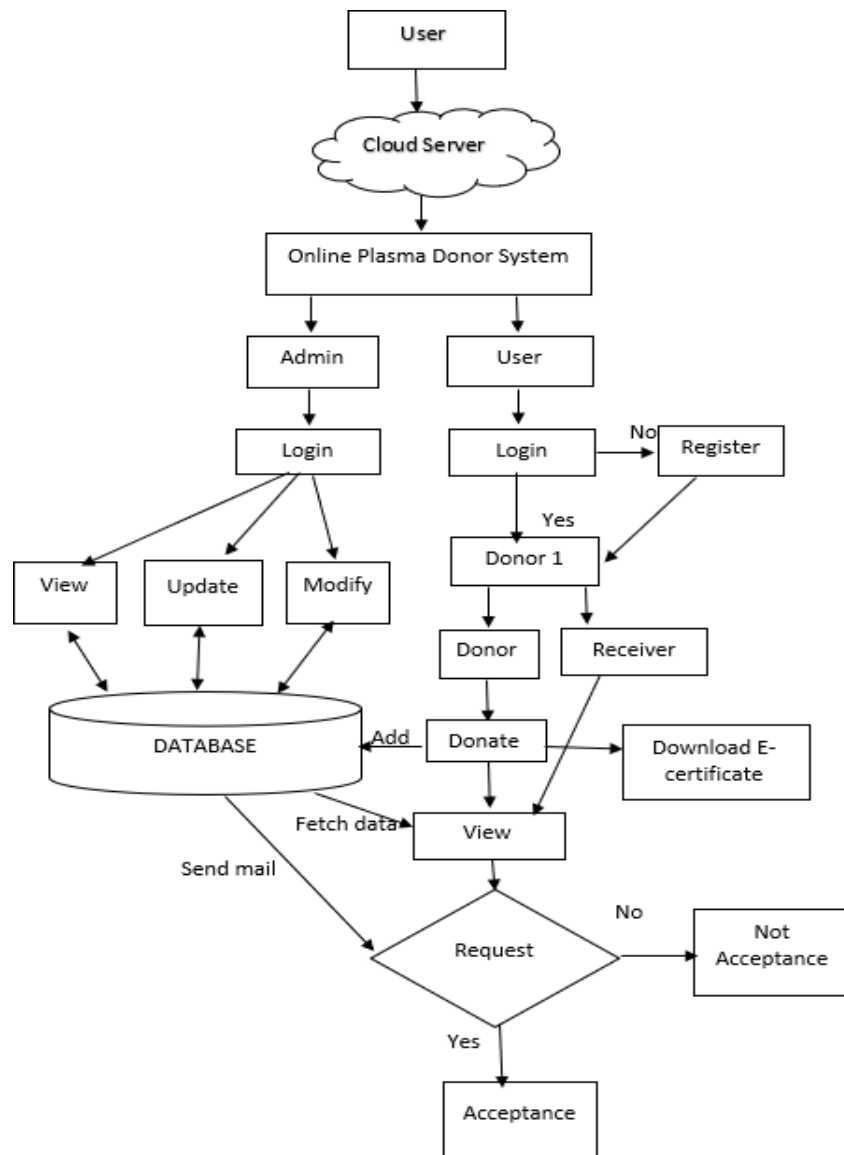 User
Cloud Server
Online Plasma Donor System
Admin
User
Login
Login
No
Register
Yes
Donor 1
View
Update
Modify
Donor
Receiver
DATABASE
Add
Donate
Download E-
certificate
Fetch data
View
Send mail
Request
No
Not
Acceptance
Yes
Acceptance